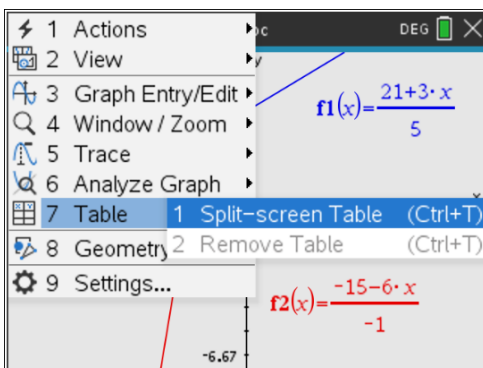 1 Actions
oc DEG
2 View
y
3 Graph Entry/Edit
f1(x)=21+3·x/5
4 Window / Zoom
5 Trace
6 Analyze Graph
x
7 Table
1 Split-screen Table (Ctrl+T)
2 Remove Table (Ctrl+T)
8 Geometry
9 Settings...
f2(x)=-15-6·x/-1
-6.67